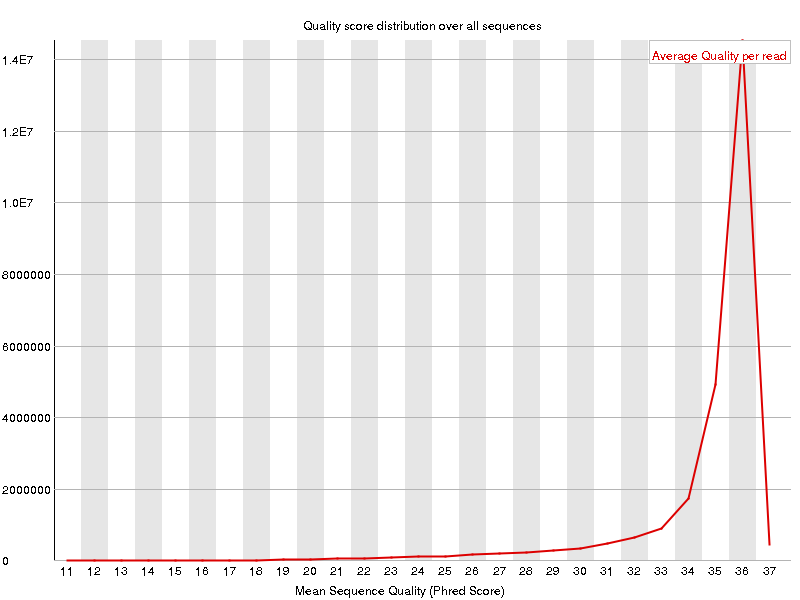 Quality score distribution over all sequences
Average Quality per read
1.4E7
1.2E7
1.0E7
8000000
6000000
4000000
2000000
0
11 12 13 14 15 16 17 18 19 20 21 22 23 24 25 26 27 28 29 30 31 32 33 34 35 36 37
Mean Sequence Quality (Phred Score)